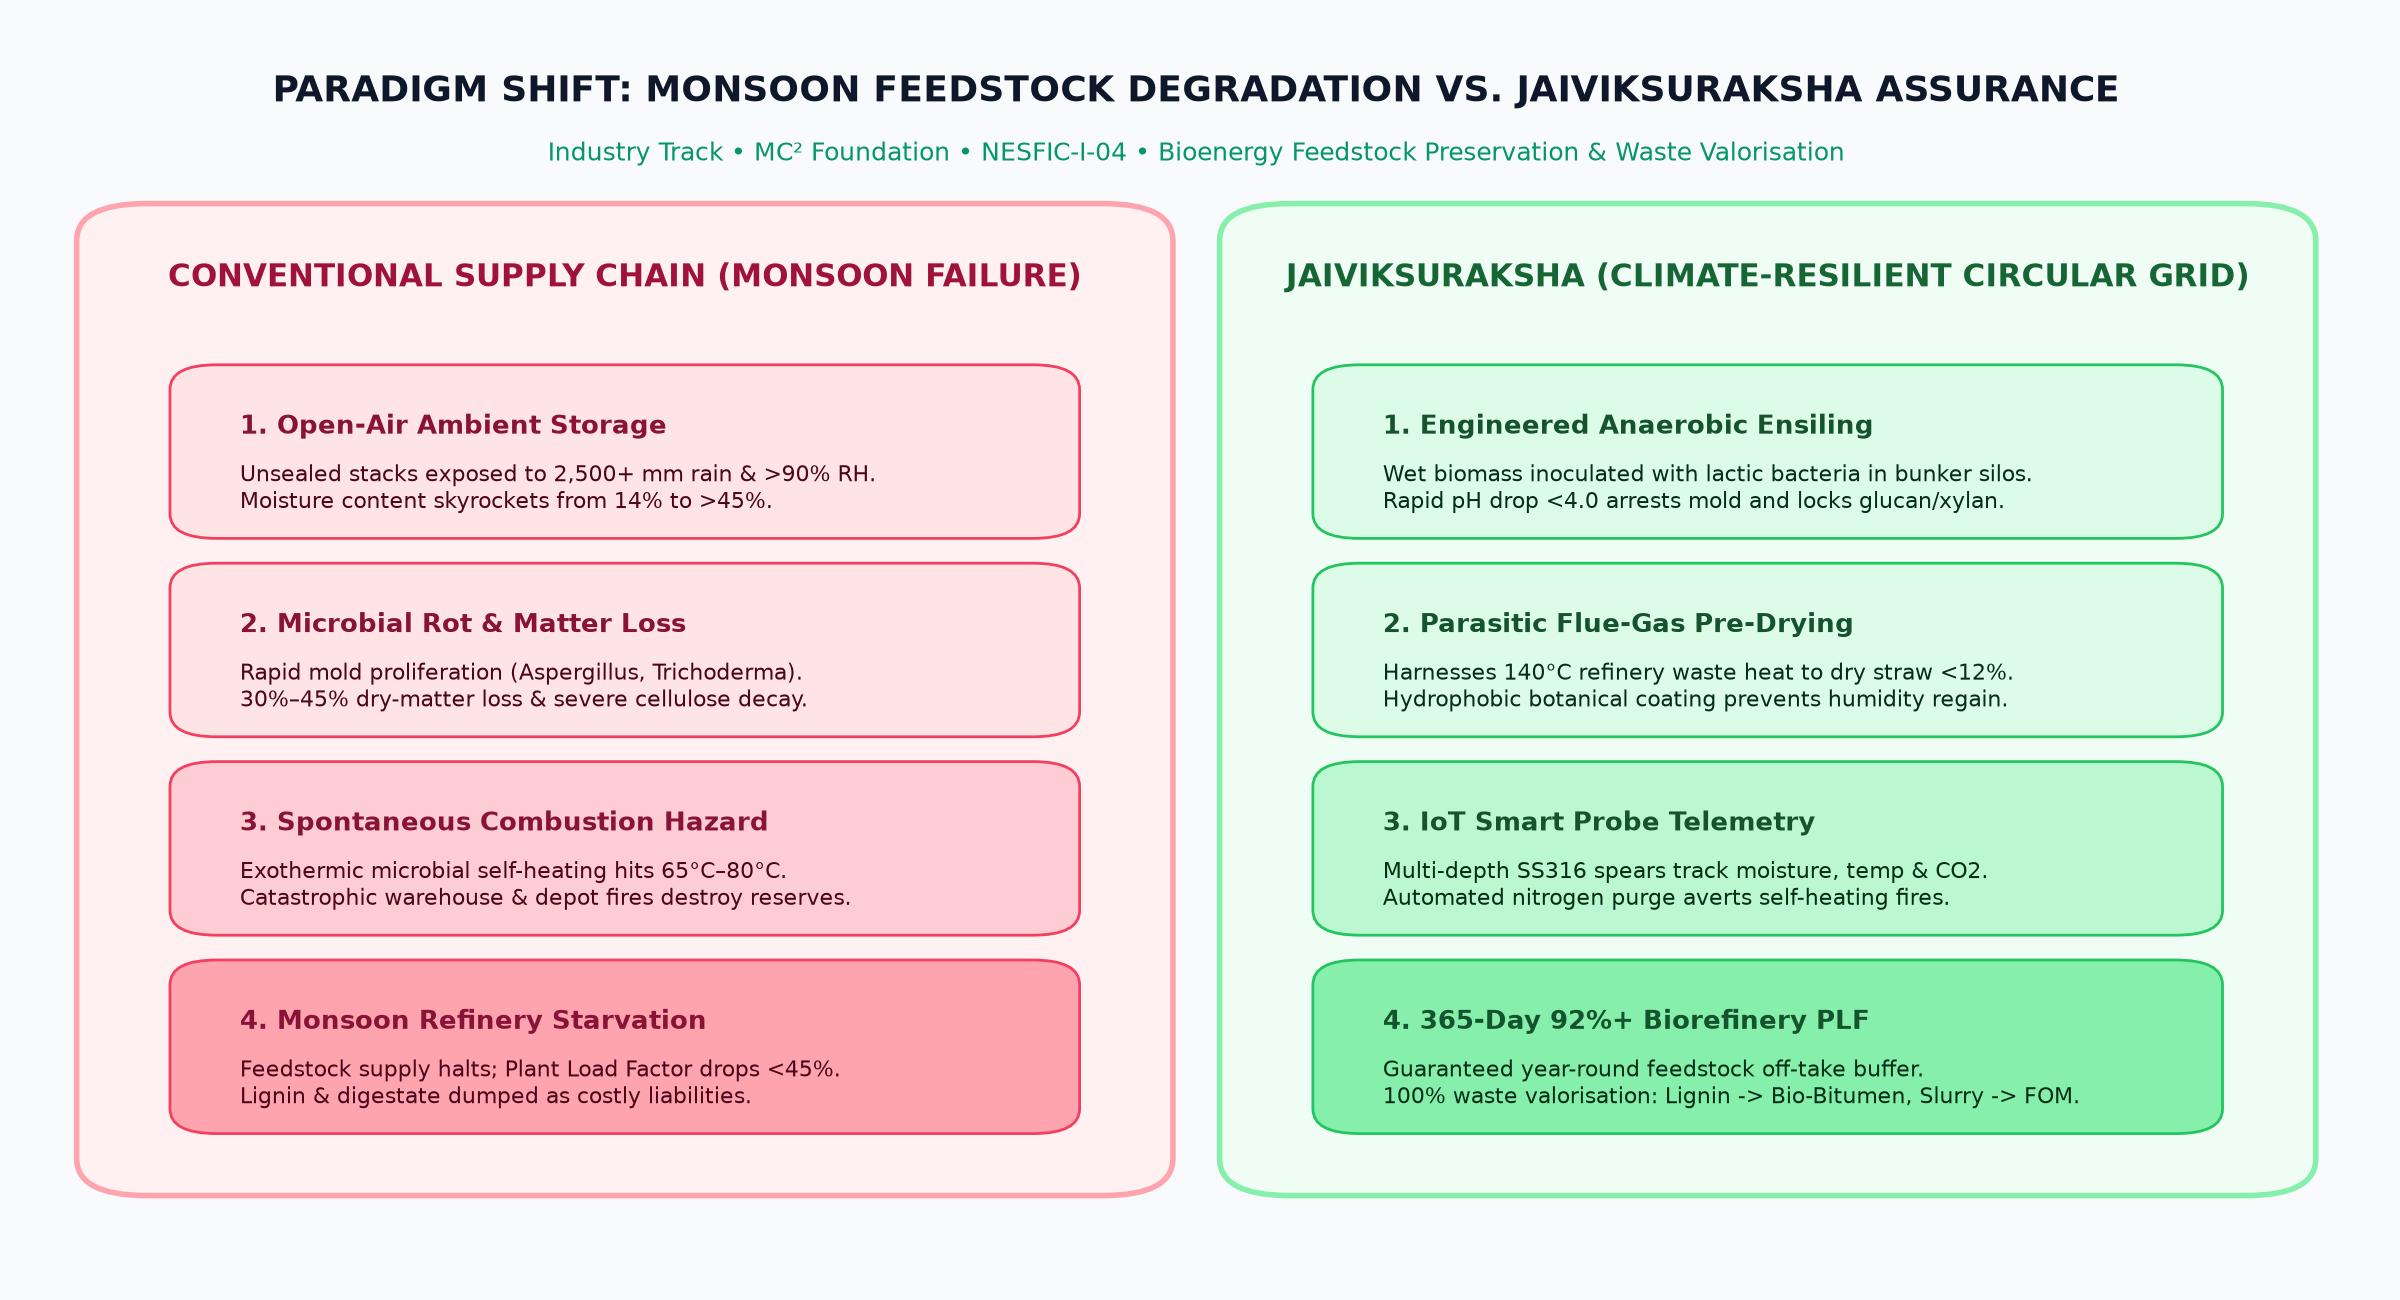 PARADIGM SHIFT: MONSOON FEEDSTOCK DEGRADATION VS. JAIVIKSURAKSHA ASSURANCE
Industry Track • MC² Foundation • NESFIC-I-04 • Bioenergy Feedstock Preservation & Waste Valorisation
CONVENTIONAL SUPPLY CHAIN (MONSOON FAILURE)
1. Open-Air Ambient Storage
Unsealed stacks exposed to 2,500+ mm rain & >90% RH.
Moisture content skyrockets from 14% to >45%.
2. Microbial Rot & Matter Loss
Rapid mold proliferation (Aspergillus, Trichoderma).
30%–45% dry-matter loss & severe cellulose decay.
3. Spontaneous Combustion Hazard
Exothermic microbial self-heating hits 65°C–80°C.
Catastrophic warehouse & depot fires destroy reserves.
4. Monsoon Refinery Starvation
Feedstock supply halts; Plant Load Factor drops <45%.
Lignin & digestate dumped as costly liabilities.
JAIVIKSURAKSHA (CLIMATE-RESILIENT CIRCULAR GRID)
1. Engineered Anaerobic Ensiling
Wet biomass inoculated with lactic bacteria in bunker silos.
Rapid pH drop <4.0 arrests mold and locks glucan/xylan.
2. Parasitic Flue-Gas Pre-Drying
Harnesses 140°C refinery waste heat to dry straw <12%.
Hydrophobic botanical coating prevents humidity regain.
3. IoT Smart Probe Telemetry
Multi-depth SS316 spears track moisture, temp & CO2.
Automated nitrogen purge averts self-heating fires.
4. 365-Day 92%+ Biorefinery PLF
Guaranteed year-round feedstock off-take buffer.
100% waste valorisation: Lignin -> Bio-Bitumen, Slurry -> FOM.